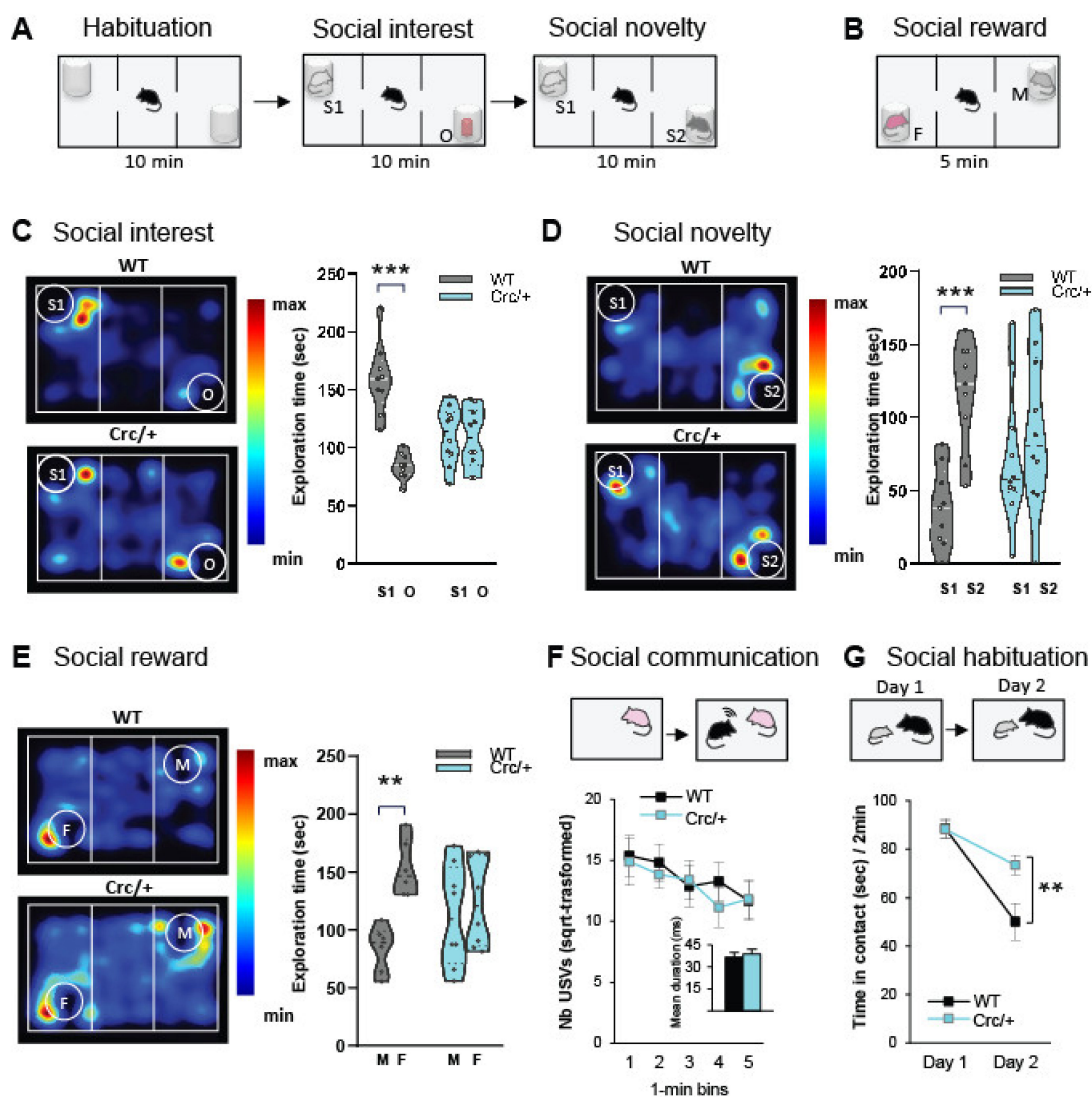 A Habituation Social interest Social novelty
S1 O S1 S2
10 min 10 min 10 min
B Social reward
M
F
5 min
C Social interest
WT
S1
O
Crc/+
S1
O
max
min
Exploration time (sec)
250
200
150
100
50
0
***
WT
Crc/+
S1 O S1 O
D Social novelty
WT
S1
S2
Crc/+
S1
S2
max
min
Exploration time (sec)
200
150
100
50
0
***
WT
Crc/+
S1 S2 S1 S2
E Social reward
WT
M
F
Crc/+
M
F
max
min
Exploration time (sec)
250
200
150
100
50
0
**
WT
Crc/+
M F M F
F Social communication
Nb USVs (sqrt-trasformed)
20
15
10
5
0
WT
Crc/+
Mean duration (ms)
45
30
15
1 2 3 4 5
1-min bins
G Social habituation
Day 1 Day 2
Time in contact (sec) / 2min
100
80
60
40
20
0
**
WT
Crc/+
Day 1 Day 2